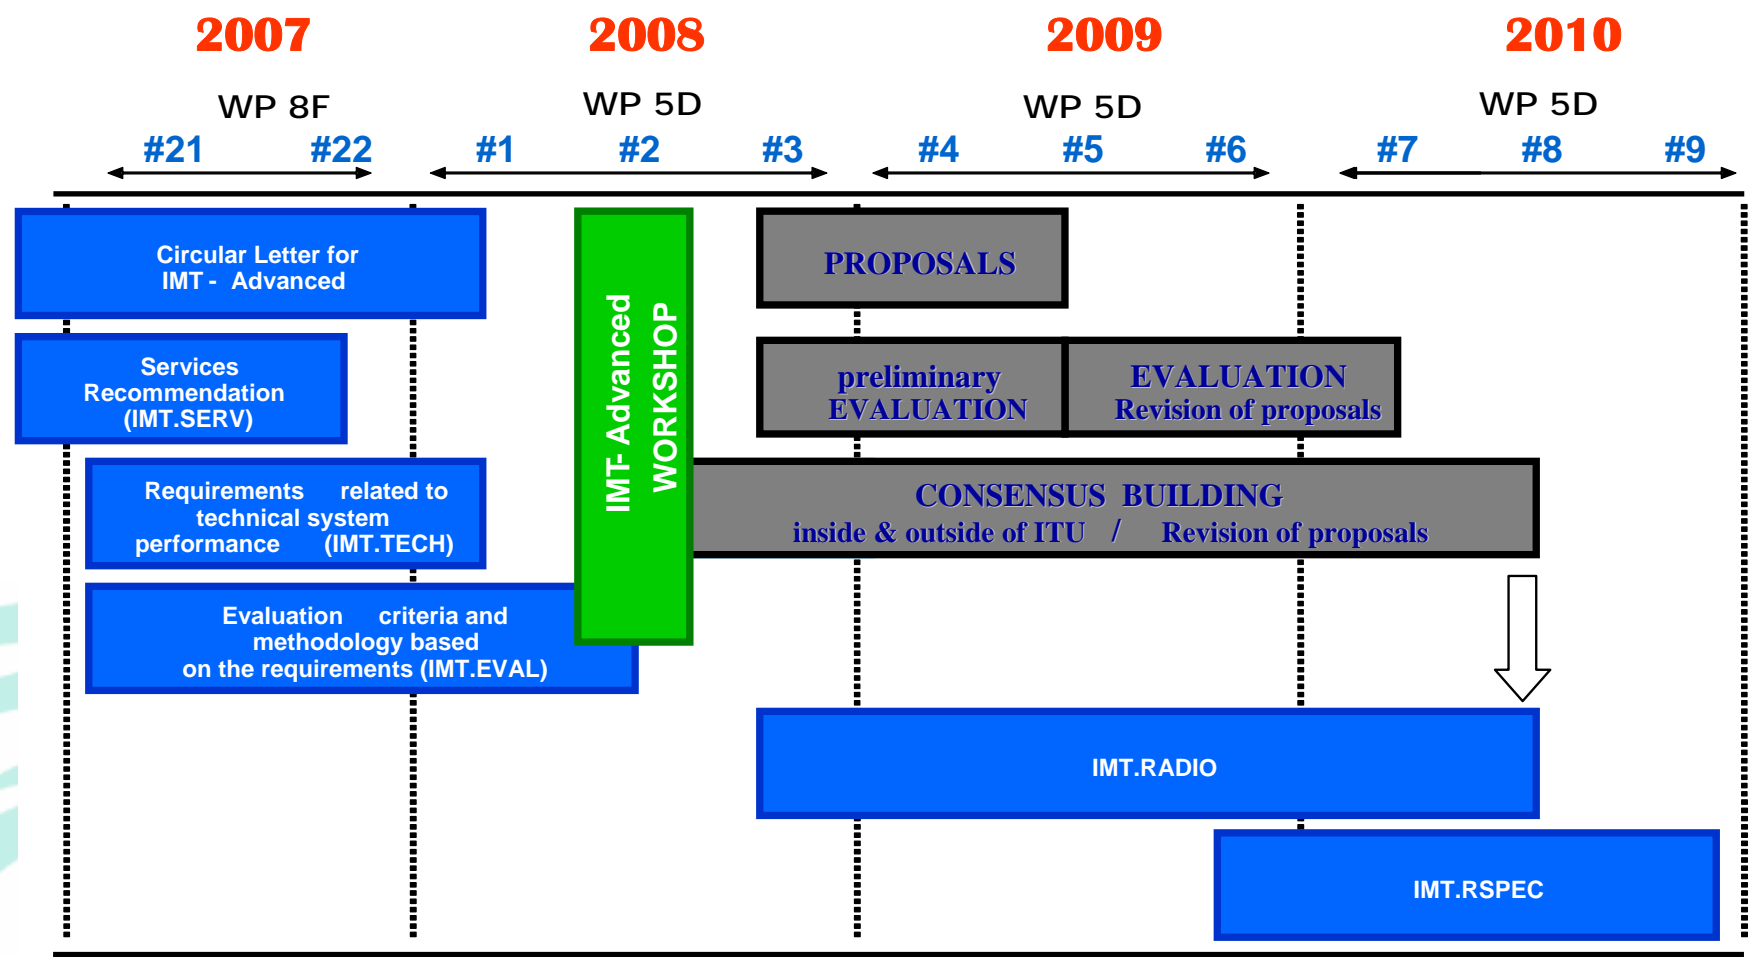 2007 2008 2009 2010
WP 8F WP 5D WP 5D WP 5D
#21 #22 #1 #2 #3 #4 #5 #6 #7 #8 #9
Circular Letter for
IMT - Advanced
Services
Recommendation
(IMT.SERV)
Requirements related to
technical system
performance (IMT.TECH)
Evaluation criteria and
methodology based
on the requirements (IMT.EVAL)
IMT- Advanced
WORKSHOP
PROPOSALS
preliminary
EVALUATION
EVALUATION
Revision of proposals
CONSENSUS BUILDING
inside & outside of ITU / Revision of proposals
IMT.RADIO
IMT.RSPEC